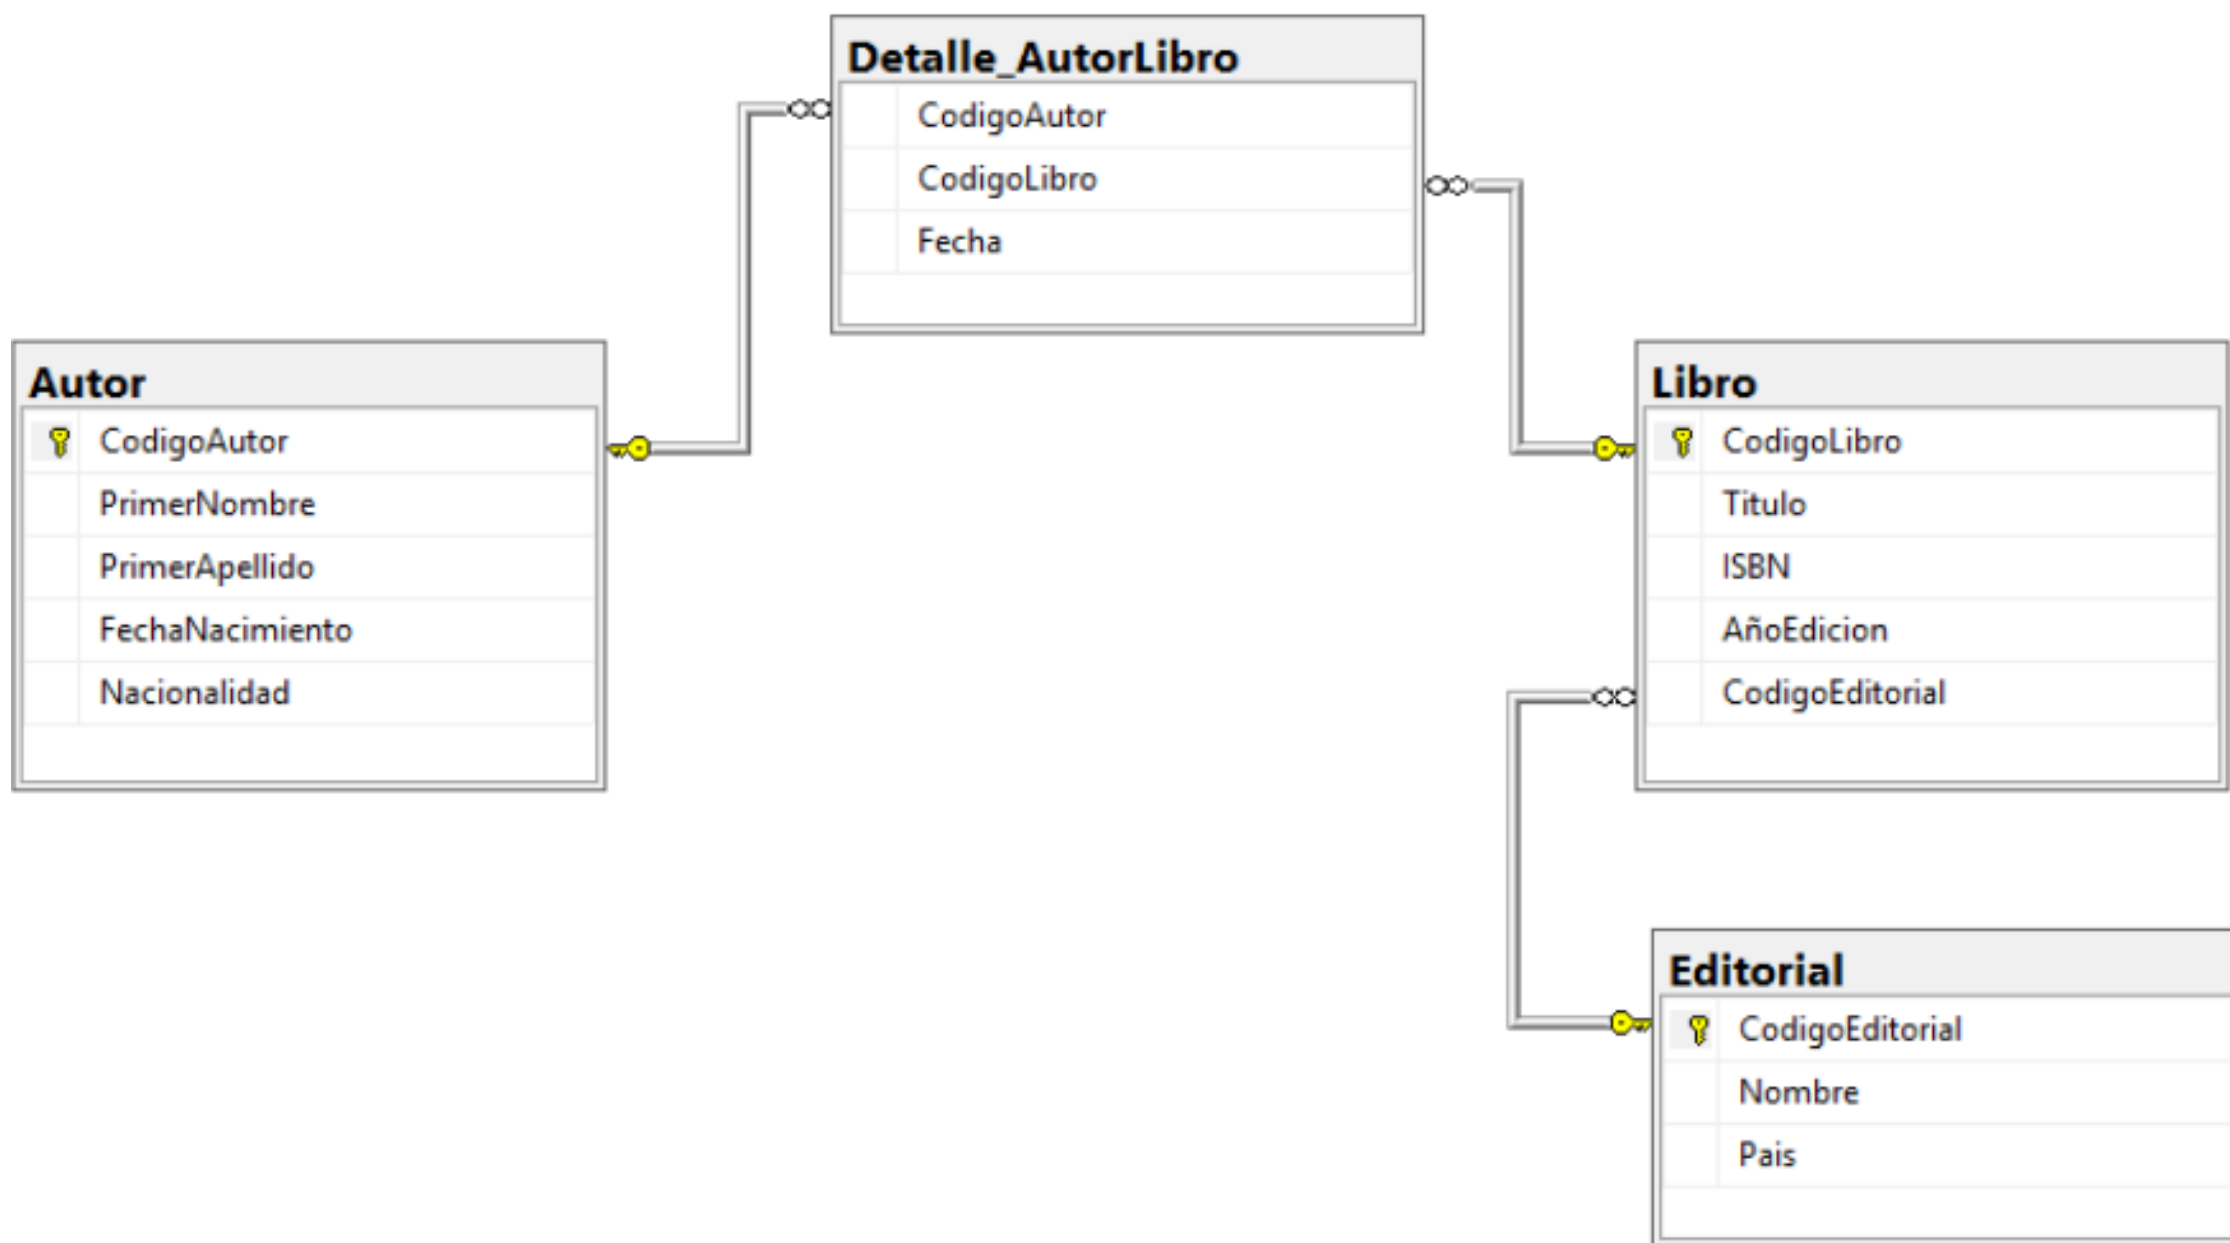 Detalle_AutorLibro
CodigoAutor
CodigoLibro
Fecha
Autor
CodigoAutor
PrimerNombre
PrimerApellido
FechaNacimiento
Nacionalidad
Libro
CodigoLibro
Titulo
ISBN
AñoEdicion
CodigoEditorial
Editorial
CodigoEditorial
Nombre
Pais